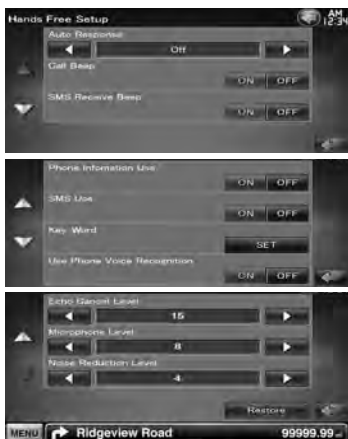 Hands Free Setup
AM
12:34
Auto Response
Off
Call Beep
ON OFF
SMS Receive Beep
ON OFF
Phone Information Use
ON OFF
SMS Use
ON OFF
Key Word
SET
Use Phone Voice Recognition
ON OFF
Echo Cancel Level
15
Microphone Level
8
Noise Reduction Level
4
Restore
MENU Ridgeview Road 99999.99